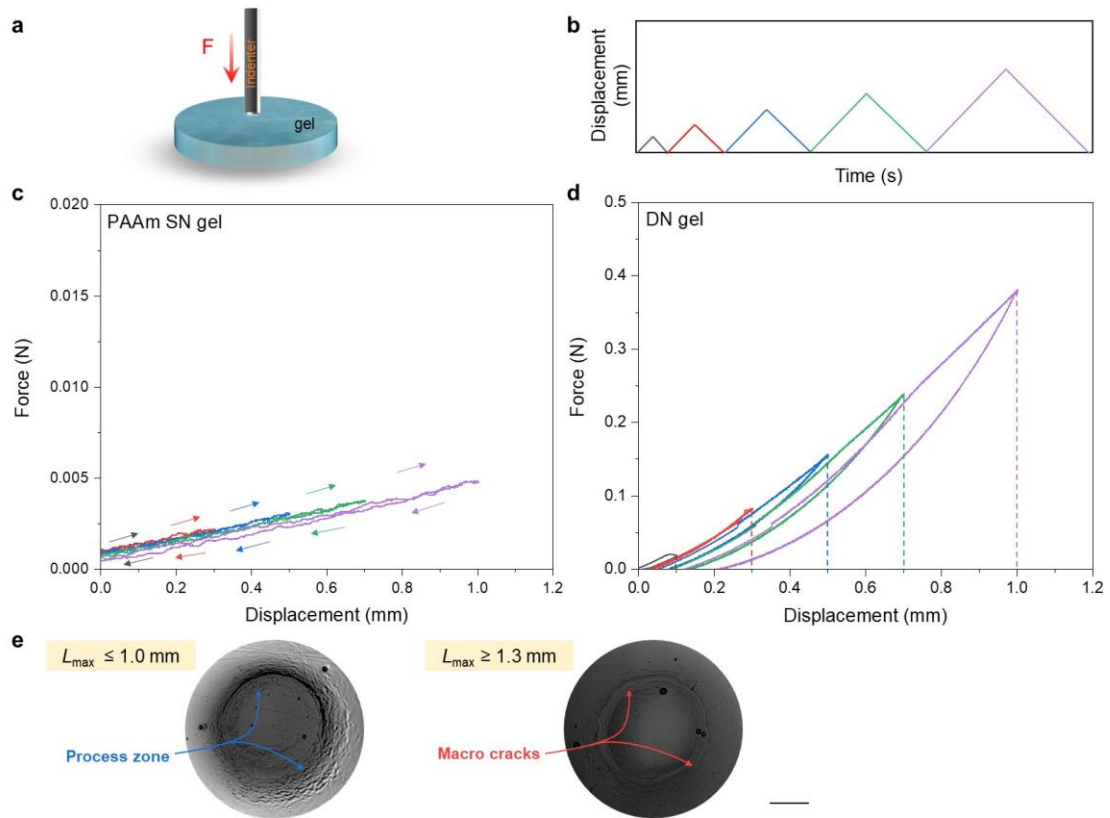 a
F
Indenter
gel
b
Displacement
(mm)
Time (s)
c
PAAm SN gel
0.020
0.015
0.010
0.005
0.000
Force (N)
0.0 0.2 0.4 0.6 0.8 1.0 1.2
Displacement (mm)
d
DN gel
0.5
0.4
0.3
0.2
0.1
0.0
Force (N)
0.0 0.2 0.4 0.6 0.8 1.0 1.2
Displacement (mm)
e
Lmax ≤ 1.0 mm
Process zone
Lmax ≥ 1.3 mm
Macro cracks